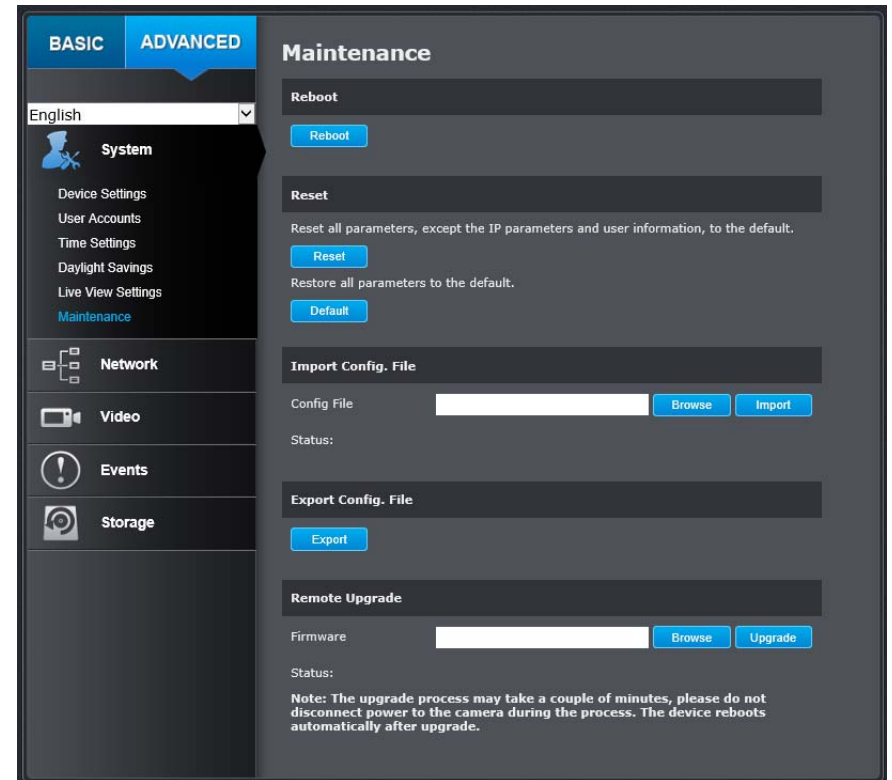 BASIC
ADVANCED
English
System
Device Settings
User Accounts
Time Settings
Daylight Savings
Live View Settings
Maintenance
Network
Video
Events
Storage
Maintenance
Reboot
Reboot
Reset
Reset all parameters, except the IP parameters and user information, to the default.
Reset
Restore all parameters to the default.
Default
Import Config. File
Config File
Browse
Import
Status:
Export Config. File
Export
Remote Upgrade
Firmware
Browse
Upgrade
Status:
Note: The upgrade process may take a couple of minutes, please do not
disconnect power to the camera during the process. The device reboots
automatically after upgrade.